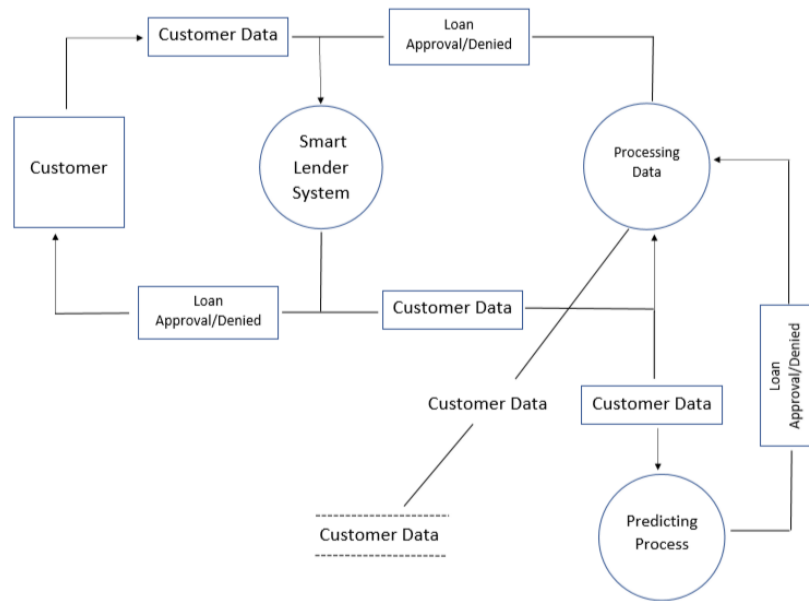 Customer Data
Loan
Approval/Denied
Customer
Smart
Lender
System
Processing
Data
Loan
Approval/Denied
Customer Data
Loan
Approval/Denied
Customer Data
Customer Data
Customer Data
Predicting
Process